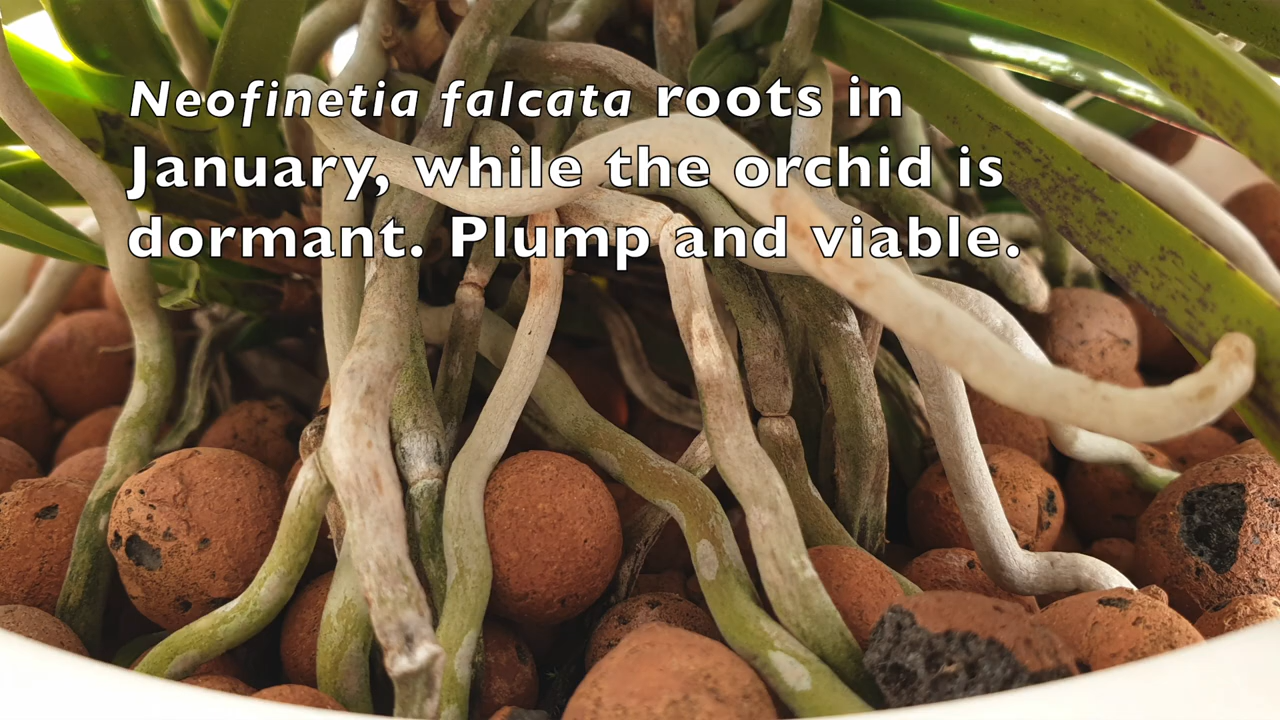 Neofinetia falcata roots in
January, while the orchid is
dormant. Plump and viable.